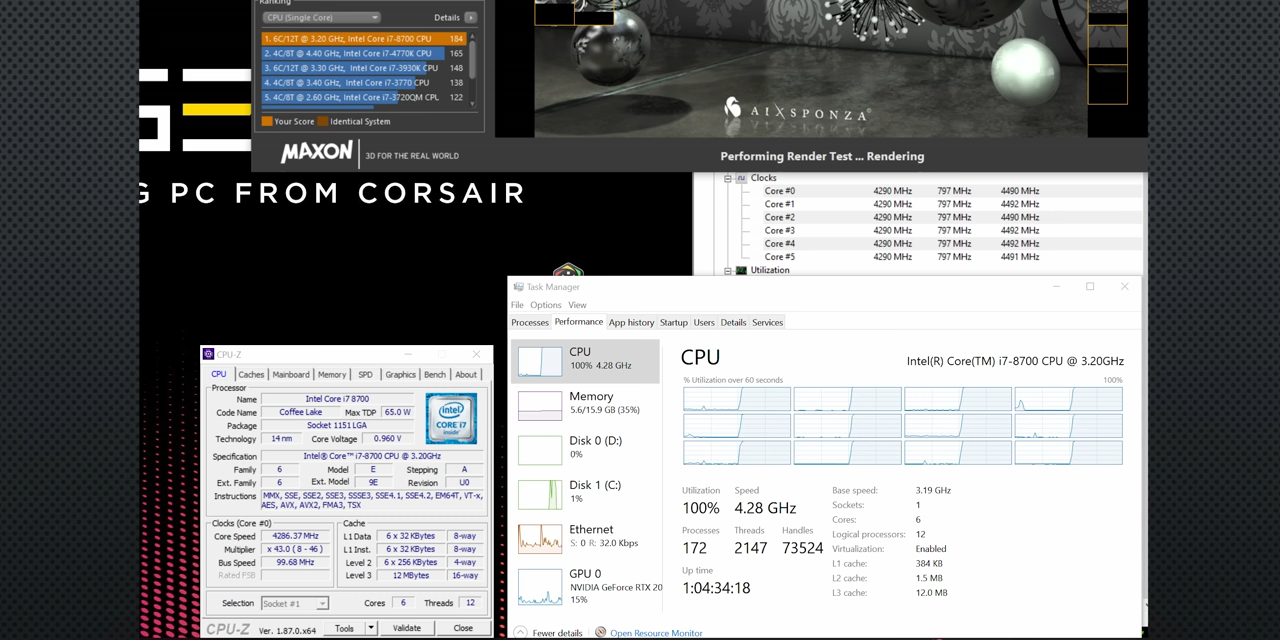 Ranking
CPU (Single Core) Details
1. 6C/12T @ 3.20 GHz, Intel Core i7-8700 CPU 184
2. 4C/8T @ 4.40 GHz, Intel Core i7-4770K CPU 165
3. 6C/12T @ 3.30 GHz, Intel Core i7-3930K CPU 148
4. 4C/8T @ 3.40 GHz, Intel Core i7-3770 CPU 138
5. 4C/8T @ 2.60 GHz, Intel Core i7-3720QM CPU 122
Your Score Identical System
AIXSPONZA®
MAXON 3D FOR THE REAL WORLD
Performing Render Test ... Rendering
G PC FROM CORSAIR
Clocks
Core #0 4290 MHz 797 MHz 4490 MHz
Core #1 4290 MHz 797 MHz 4492 MHz
Core #2 4290 MHz 797 MHz 4490 MHz
Core #3 4290 MHz 797 MHz 4492 MHz
Core #4 4290 MHz 797 MHz 4492 MHz
Core #5 4290 MHz 797 MHz 4491 MHz
Utilization
Task Manager
File Options View
Processes Performance App history Startup Users Details Services
CPU
100% 4.28 GHz
Memory
5.6/15.9 GB (35%)
Disk 0 (D:)
0%
Disk 1 (C:)
1%
Ethernet
S: 0 R: 32.0 Kbps
GPU 0
NVIDIA GeForce RTX 20
15%
CPU Intel(R) Core(TM) i7-8700 CPU @ 3.20GHz
% Utilization over 60 seconds 100%
Utilization Speed
100% 4.28 GHz
Processes Threads Handles
172 2147 73524
Up time
1:04:34:18
Base speed: 3.19 GHz
Sockets: 1
Cores: 6
Logical processors: 12
Virtualization: Enabled
L1 cache: 384 KB
L2 cache: 1.5 MB
L3 cache: 12.0 MB
Fewer details Open Resource Monitor
CPU-Z
CPU Caches Mainboard Memory SPD Graphics Bench About
Processor
Name Intel Core i7 8700
Code Name Coffee Lake Max TDP 65.0 W
Package Socket 1151 LGA
Technology 14 nm Core Voltage 0.960 V
intel
CORE i7
inside
Specification Intel® Core™ i7-8700 CPU @ 3.20GHz
Family 6 Model E Stepping A
Ext. Family 6 Ext. Model 9E Revision U0
Instructions MMX, SSE, SSE2, SSE3, SSSE3, SSE4.1, SSE4.2, EM64T, VT-x,
AES, AVX, AVX2, FMA3, TSX
Clocks (Core #0)
Core Speed 4286.37 MHz
Multiplier x 43.0 ( 8 - 46 )
Bus Speed 99.68 MHz
Rated FSB
Cache
L1 Data 6 x 32 KBytes 8-way
L1 Inst. 6 x 32 KBytes 8-way
Level 2 6 x 256 KBytes 4-way
Level 3 12 MBytes 16-way
Selection Socket #1 Cores 6 Threads 12
CPU-Z Ver. 1.87.0.x64 Tools Validate Close